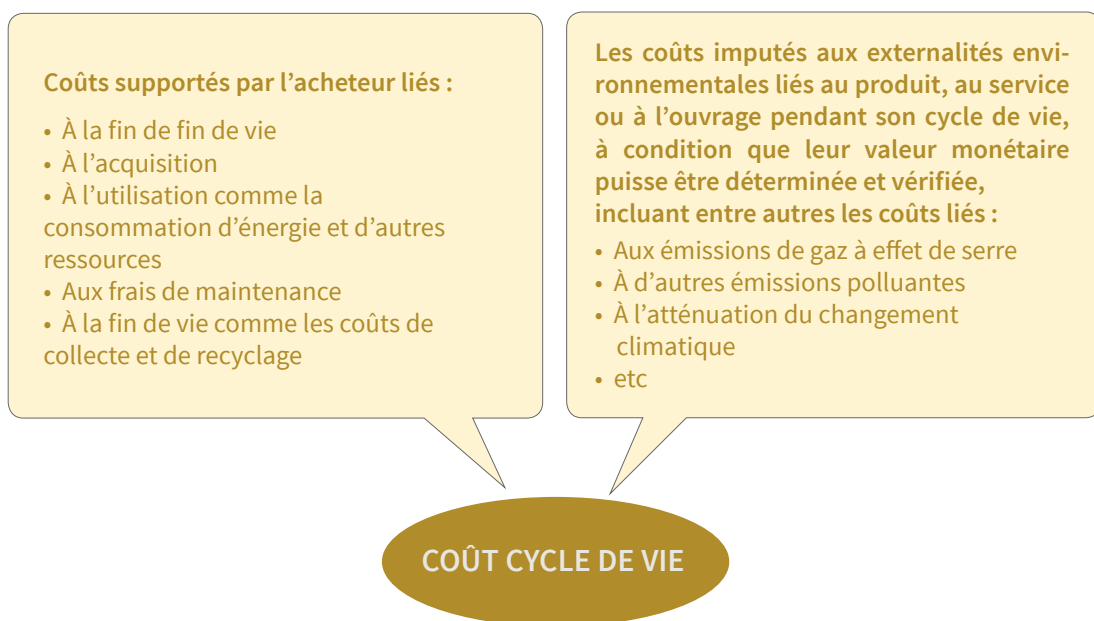 Coûts supportés par l’acheteur liés :
• À la fin de fin de vie
• À l’acquisition
• À l’utilisation comme la
consommation d’énergie et d’autres
ressources
• Aux frais de maintenance
• À la fin de vie comme les coûts de
collecte et de recyclage
Les coûts imputés aux externalités envi-
ronnementales liés au produit, au service
ou à l’ouvrage pendant son cycle de vie,
à condition que leur valeur monétaire
puisse être déterminée et vérifiée,
incluant entre autres les coûts liés :
• Aux émissions de gaz à effet de serre
• À d’autres émissions polluantes
• À l’atténuation du changement
climatique
• etc
COÛT CYCLE DE VIE